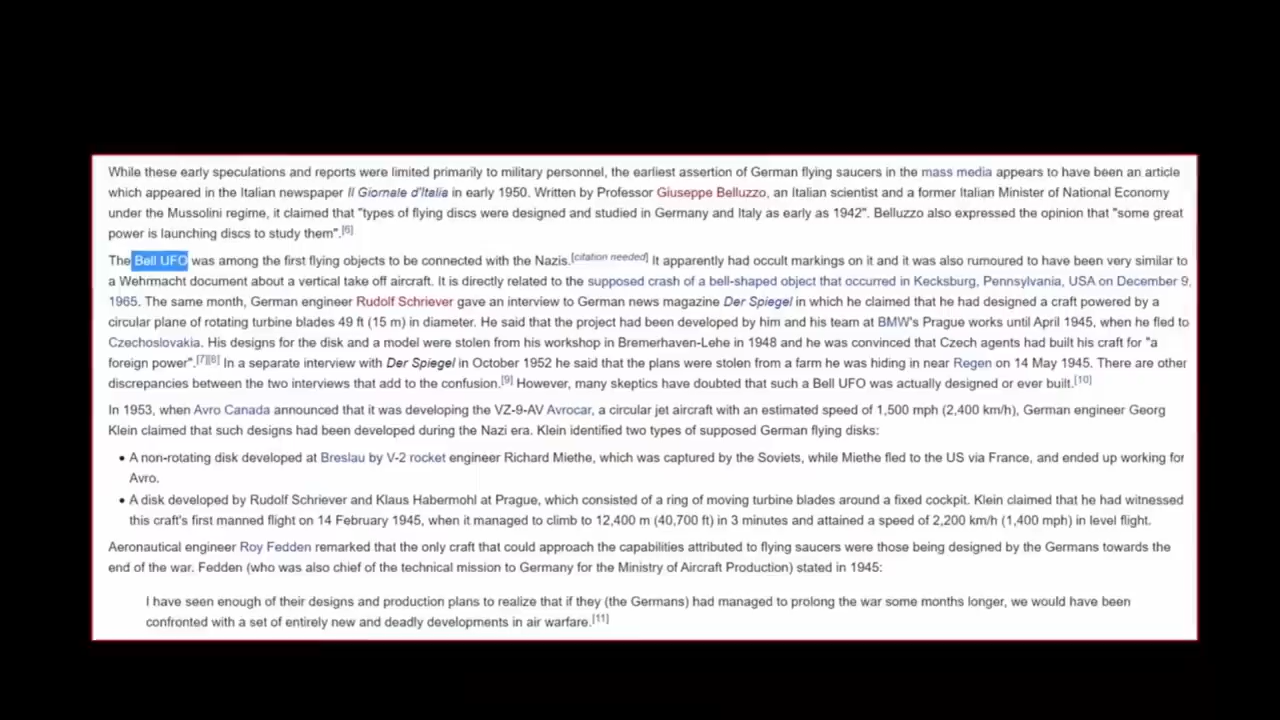 While these early speculations and reports were limited primarily to military personnel, the earliest assertion of German flying saucers in the mass media appears to have been an article
which appeared in the Italian newspaper Il Giornale d'Italia in early 1950. Written by Professor Giuseppe Belluzzo, an Italian scientist and a former Italian Minister of National Economy
under the Mussolini regime, it claimed that "types of flying discs were designed and studied in Germany and Italy as early as 1942". Belluzzo also expressed the opinion that "some great
power is launching discs to study them".[6]
The Bell UFO was among the first flying objects to be connected with the Nazis.[citation needed] It apparently had occult markings on it and it was also rumoured to have been very similar to
a Wehrmacht document about a vertical take off aircraft. It is directly related to the supposed crash of a bell-shaped object that occurred in Kecksburg, Pennsylvania, USA on December 9,
1965. The same month, German engineer Rudolf Schriever gave an interview to German news magazine Der Spiegel in which he claimed that he had designed a craft powered by a
circular plane of rotating turbine blades 49 ft (15 m) in diameter. He said that the project had been developed by him and his team at BMW's Prague works until April 1945, when he fled to
Czechoslovakia. His designs for the disk and a model were stolen from his workshop in Bremerhaven-Lehe in 1948 and he was convinced that Czech agents had built his craft for "a
foreign power".[7][8] In a separate interview with Der Spiegel in October 1952 he said that the plans were stolen from a farm he was hiding in near Regen on 14 May 1945. There are other
discrepancies between the two interviews that add to the confusion.[9] However, many skeptics have doubted that such a Bell UFO was actually designed or ever built.[10]
In 1953, when Avro Canada announced that it was developing the VZ-9-AV Avrocar, a circular jet aircraft with an estimated speed of 1,500 mph (2,400 km/h), German engineer Georg
Klein claimed that such designs had been developed during the Nazi era. Klein identified two types of supposed German flying disks:
• A non-rotating disk developed at Breslau by V-2 rocket engineer Richard Miethe, which was captured by the Soviets, while Miethe fled to the US via France, and ended up working for
Avro.
• A disk developed by Rudolf Schriever and Klaus Habermohl at Prague, which consisted of a ring of moving turbine blades around a fixed cockpit. Klein claimed that he had witnessed
this craft's first manned flight on 14 February 1945, when it managed to climb to 12,400 m (40,700 ft) in 3 minutes and attained a speed of 2,200 km/h (1,400 mph) in level flight.
Aeronautical engineer Roy Fedden remarked that the only craft that could approach the capabilities attributed to flying saucers were those being designed by the Germans towards the
end of the war. Fedden (who was also chief of the technical mission to Germany for the Ministry of Aircraft Production) stated in 1945:
I have seen enough of their designs and production plans to realize that if they (the Germans) had managed to prolong the war some months longer, we would have been
confronted with a set of entirely new and deadly developments in air warfare.[11]